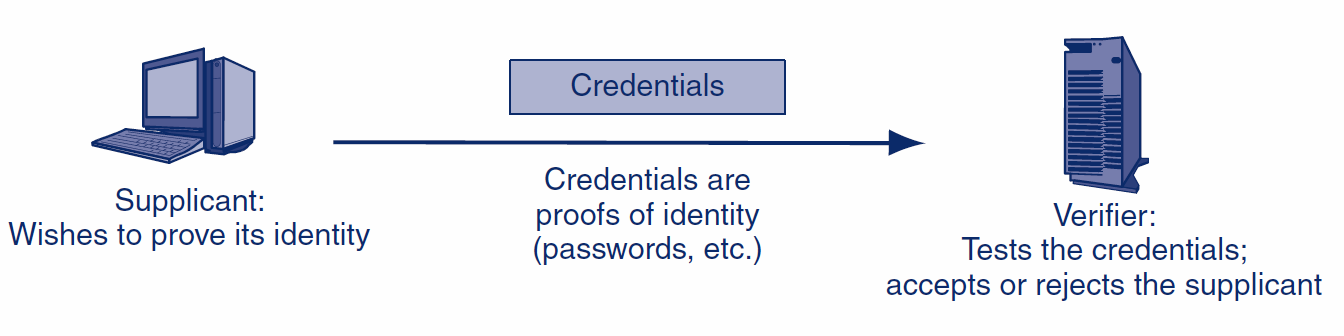 Credentials
Supplicant:
Wishes to prove its identity
Credentials are
proofs of identity
(passwords, etc.)
Verifier:
Tests the credentials;
accepts or rejects the supplicant